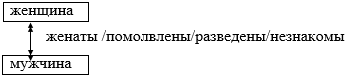 женщина
женаты /помолвлены/разведены/незнакомы
мужчина